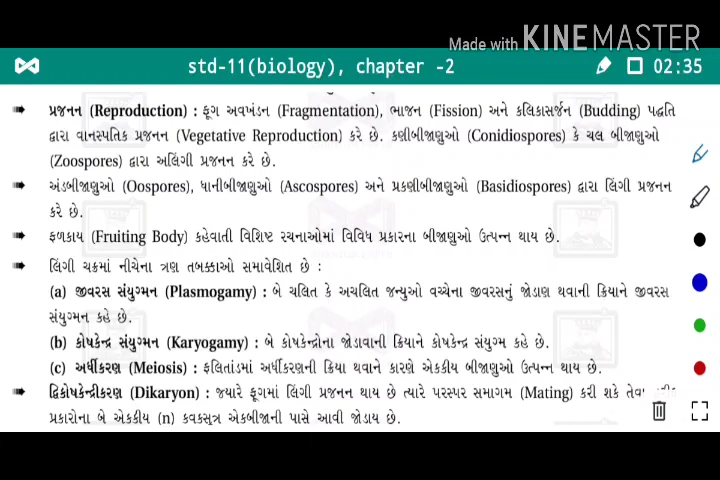 Made with KINEMASTER
std-11(biology), chapter -2
02:35
➠ પ્રજનન (Reproduction) : ફૂગ અવખંડન (Fragmentation), ભાજન (Fission) અને કલિકાસર્જન (Budding) પદ્ધતિ
દ્વારા વાનસ્પતિક પ્રજનન (Vegetative Reproduction) કરે છે. કણીબીજાણુઓ (Conidiospores) કે ચલ બીજાણુઓ
(Zoospores) દ્વારા અલિંગી પ્રજનન કરે છે.
➠ અંડબીજાણુઓ (Oospores), ધાનીબીજાણુઓ (Ascospores) અને પ્રકણીબીજાણુઓ (Basidiospores) દ્વારા લિંગી પ્રજનન
કરે છે.
➠ ફળકાય (Fruiting Body) કહેવાતી વિશિષ્ટ રચનાઓમાં વિવિધ પ્રકારના બીજાણુઓ ઉત્પન્ન થાય છે.
➠ લિંગી ચક્રમાં નીચેના ત્રણ તબક્કાઓ સમાવેશિત છે :
(a) જીવરસ સંયુગ્મન (Plasmogamy) : બે ચલિત કે અચલિત જન્યુઓ વચ્ચેના જીવરસનું જોડાણ થવાની ક્રિયાને જીવરસ
સંયુગ્મન કહે છે.
(b) કોષકેન્દ્ર સંયુગ્મન (Karyogamy) : બે કોષકેન્દ્રોના જોડાવાની ક્રિયાને કોષકેન્દ્ર સંયુગ્મ કહે છે.
(c) અર્ધીકરણ (Meiosis) : ફલિતાંડમાં અર્ધીકરણની ક્રિયા થવાને કારણે એકકીય બીજાણુઓ ઉત્પન્ન થાય છે.
➠ દ્વિકોષકેન્દ્રીકરણ (Dikaryon) : જ્યારે ફૂગમાં લિંગી પ્રજનન થાય છે ત્યારે પરસ્પર સમાગમ (Mating) કરી શકે તેવા
પ્રકારોના બે એકકીય (n) કવકસૂત્ર એકબીજાની પાસે આવી જોડાય છે.